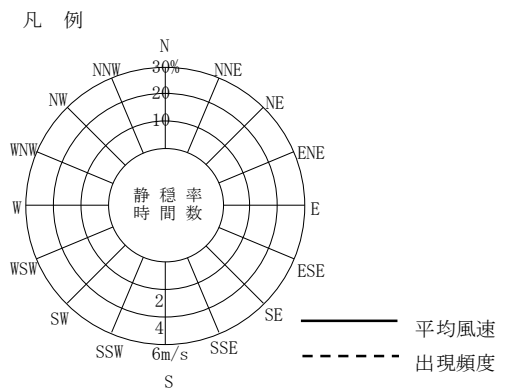 凡 例
N
NNW 30% NNE
NW 20 NE
10
WNW ENE
静 穏 率
W 時 間 数 E
WSW ESE
2
SW 4 SE
SSW 6m/s SSE
S
平均風速
出現頻度